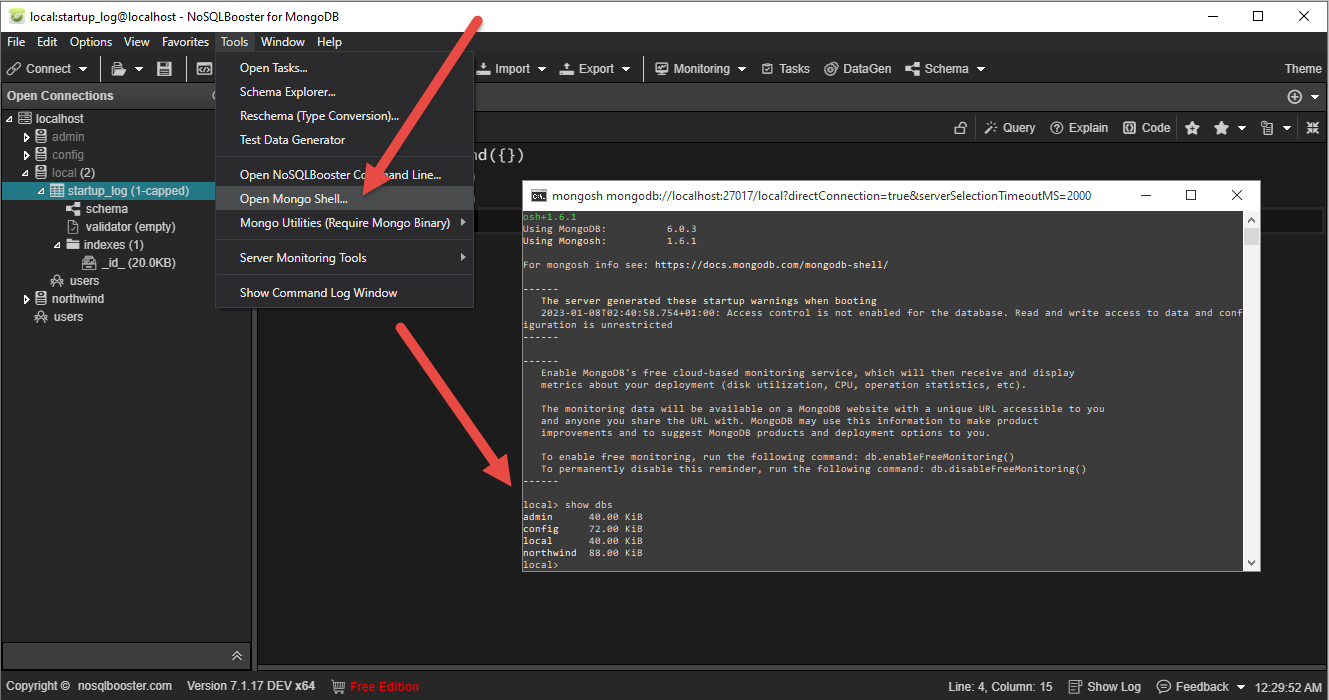 local:startup_log@localhost - NoSQLBooster for MongoDB
File Edit Options View Favorites Tools Window Help
Connect Import Export Monitoring Tasks DataGen Schema Theme
Open Connections
localhost
admin
config
local (2)
startup_log (1-capped)
schema
validator (empty)
indexes (1)
_id_ (20.0KB)
users
northwind
users
Open Tasks...
Schema Explorer...
Reschema (Type Conversion)...
Test Data Generator
Open NoSQLBooster Command Line...
Open Mongo Shell...
Mongo Utilities (Require Mongo Binary)
Server Monitoring Tools
Show Command Log Window
Query Explain Code
nd({})
mongosh mongodb://localhost:27017/local?directConnection=true&serverSelectionTimeoutMS=2000
osh+1.6.1
Using MongoDB: 6.0.3
Using Mongosh: 1.6.1
For mongosh info see: https://docs.mongodb.com/mongodb-shell/
------
The server generated these startup warnings when booting
2023-01-08T02:40:58.754+01:00: Access control is not enabled for the database. Read and write access to data and conf
iguration is unrestricted
------
------
Enable MongoDB's free cloud-based monitoring service, which will then receive and display
metrics about your deployment (disk utilization, CPU, operation statistics, etc).
The monitoring data will be available on a MongoDB website with a unique URL accessible to you
and anyone you share the URL with. MongoDB may use this information to make product
improvements and to suggest MongoDB products and deployment options to you.
To enable free monitoring, run the following command: db.enableFreeMonitoring()
To permanently disable this reminder, run the following command: db.disableFreeMonitoring()
------
local> show dbs
admin 40.00 KiB
config 72.00 KiB
local 40.00 KiB
northwind 88.00 KiB
local>
Copyright © nosqlbooster.com Version 7.1.17 DEV x64 Free Edition Line: 4, Column: 15 Show Log Feedback 12:29:52 AM